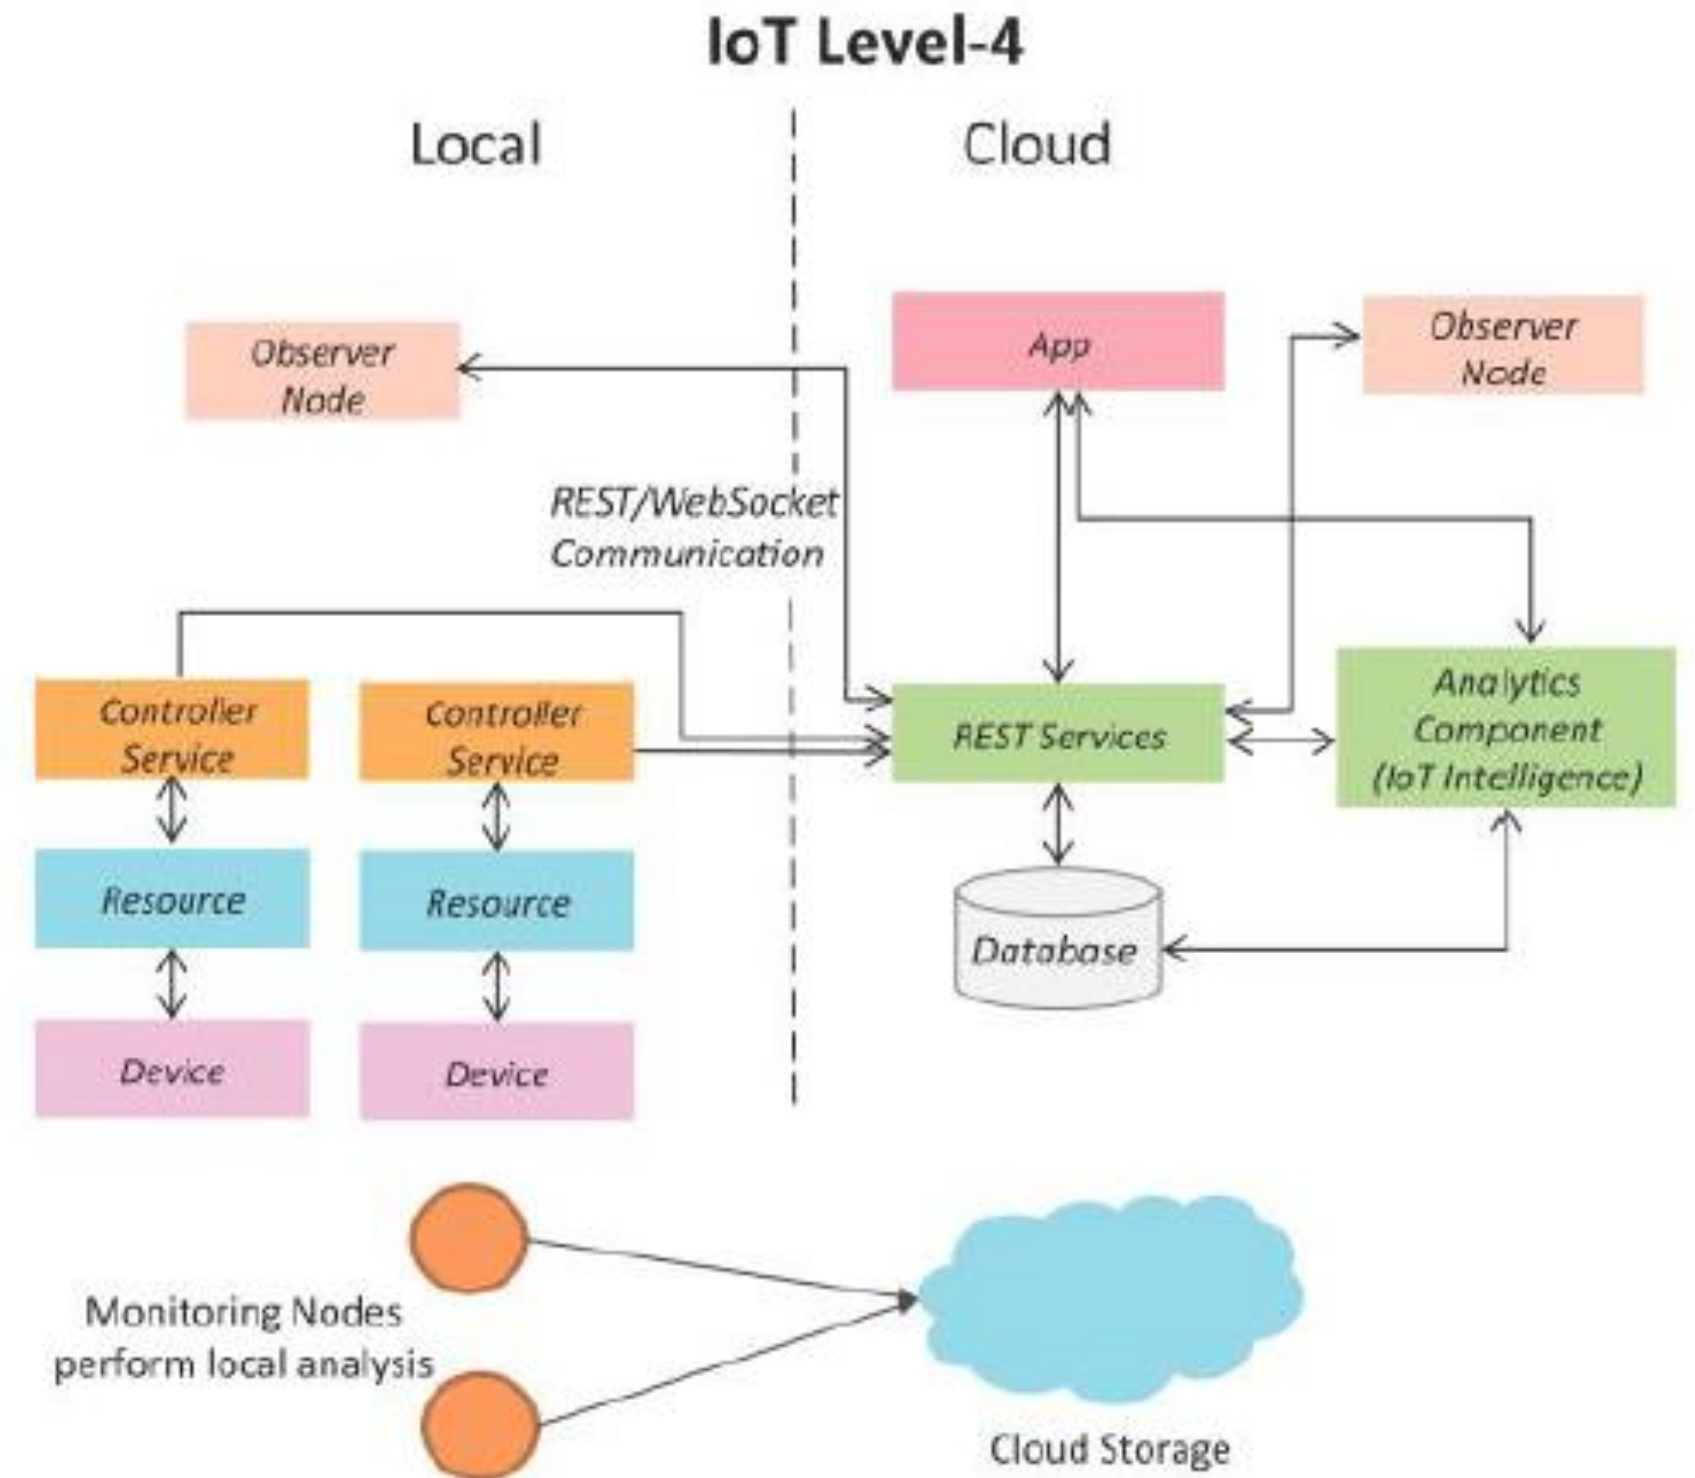 IoT Level-4
Local
Cloud
Observer
Node
App
Observer
Node
REST/WebSocket
Communication
Controller
Service
Controller
Service
REST Services
Analytics
Component
(IoT Intelligence)
Resource
Resource
Database
Device
Device
Monitoring Nodes
perform local analysis
Cloud Storage